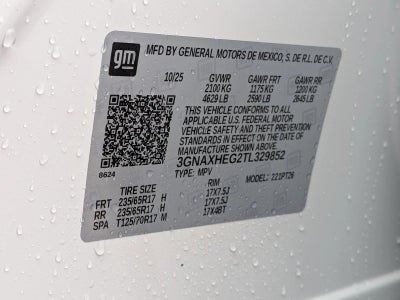 gm
MFD BY GENERAL MOTORS DE MEXICO, S. DE R.L. DE C.V.
10/25 GVWR GAWR FRT GAWR RR
2100 KG 1175 KG 1200 KG
4629 LB 2590 LB 2645 LB
THIS VEHICLE CONFORMS TO ALL
APPLICABLE U.S. FEDERAL MOTOR
VEHICLE SAFETY AND THEFT PREVENTION
STANDARDS IN EFFECT ON THE DATE OF
MANUFACTURE SHOWN ABOVE.
3GNAXHEG2TL329852
8624 TYPE: MPV MODEL: 221PT26
TIRE SIZE RIM
FRT 235/65R17 H 17X7.5J
RR 235/65R17 H 17X7.5J
SPA T125/70R17 M 17X4BT